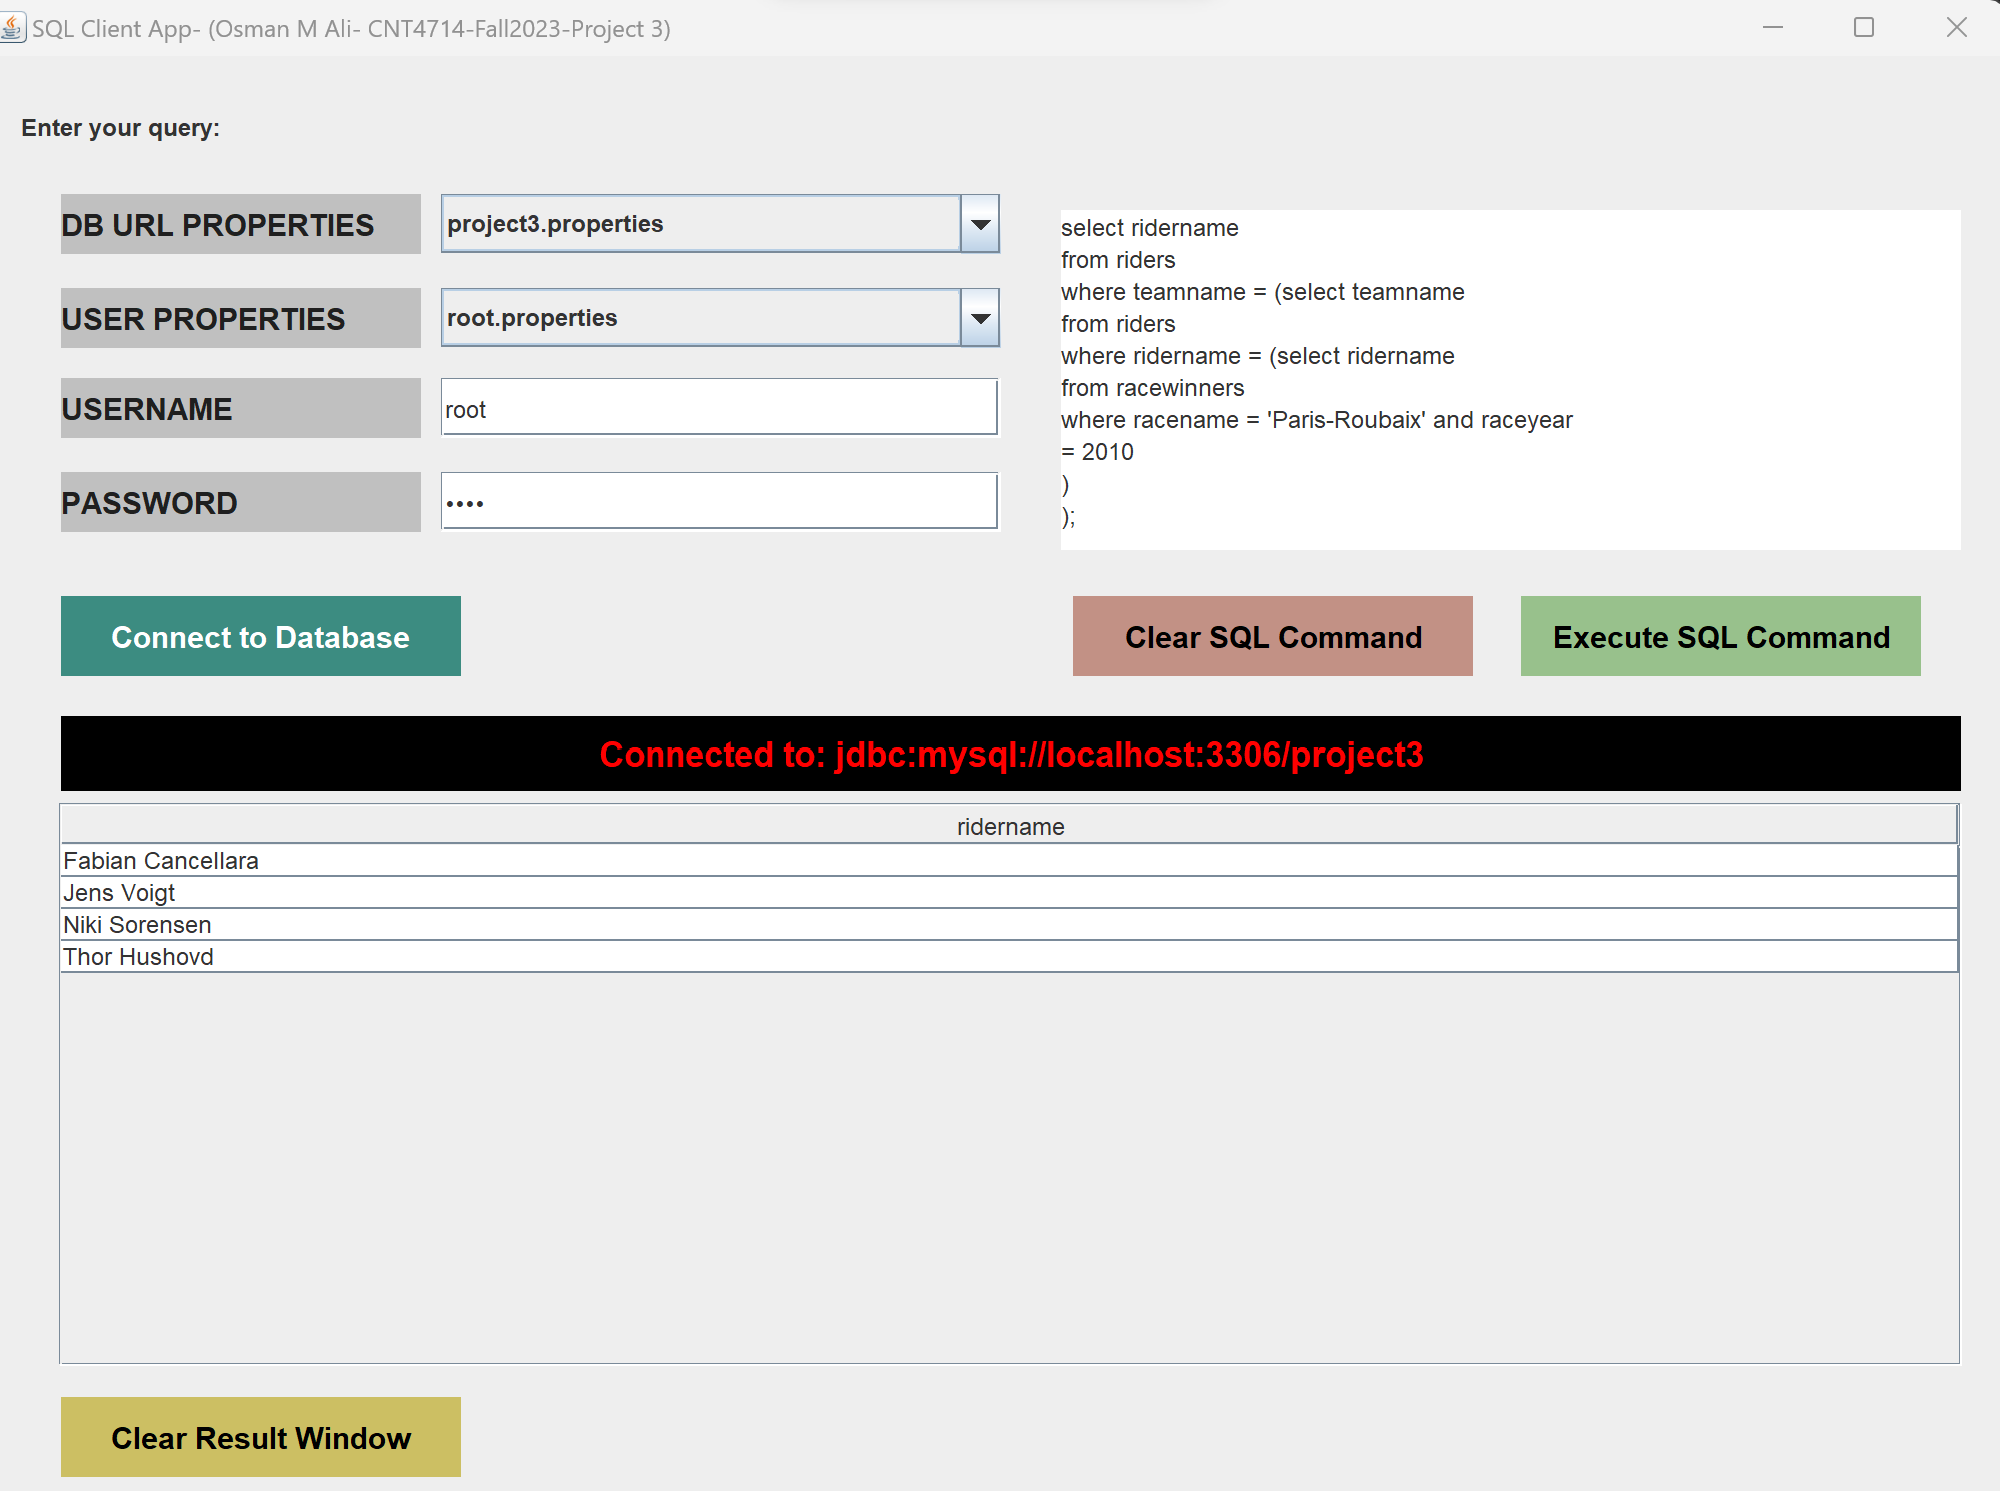 SQL Client App- (Osman M Ali- CNT4714-Fall2023-Project 3)
Enter your query:
DB URL PROPERTIES
project3.properties
USER PROPERTIES
root.properties
USERNAME
root
PASSWORD
••••
select ridername
from riders
where teamname = (select teamname
from riders
where ridername = (select ridername
from racewinners
where racename = 'Paris-Roubaix' and raceyear
= 2010
)
);
Connect to Database
Clear SQL Command
Execute SQL Command
Connected to: jdbc:mysql://localhost:3306/project3
ridername
Fabian Cancellara
Jens Voigt
Niki Sorensen
Thor Hushovd
Clear Result Window